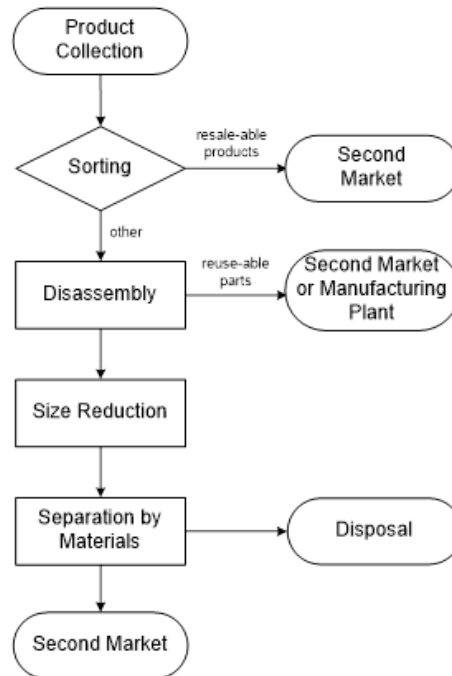 Product
Collection
resale-able
products
Sorting
Second
Market
other
reuse-able
parts
Disassembly
Second Market
or Manufacturing
Plant
Size Reduction
Separation by
Materials
Disposal
Second Market